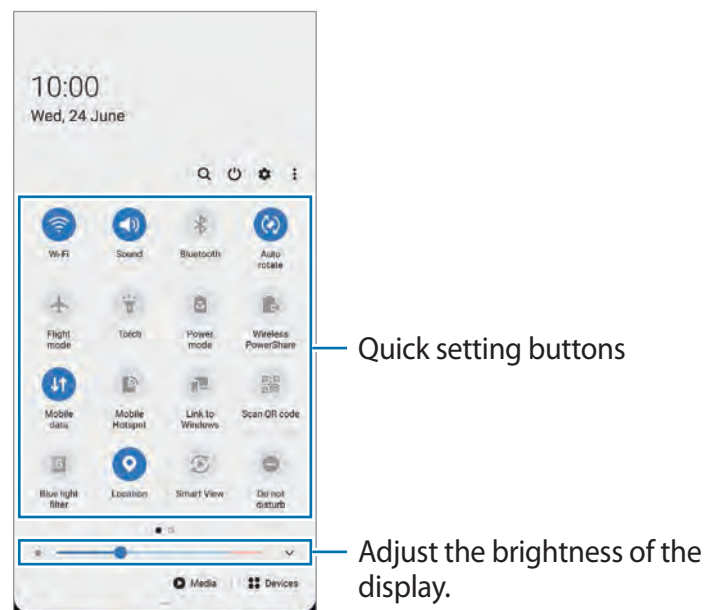 10:00
Wed, 24 June
Wi-Fi
Sound
Bluetooth
Auto
rotate
Flight
mode
Torch
Power
mode
Wireless
PowerShare
Mobile
data
Mobile
Hotspot
Link to
Windows
Scan QR code
Blue light
filter
Location
Smart View
Do not
disturb
Media
Devices
Quick setting buttons
Adjust the brightness of the
display.